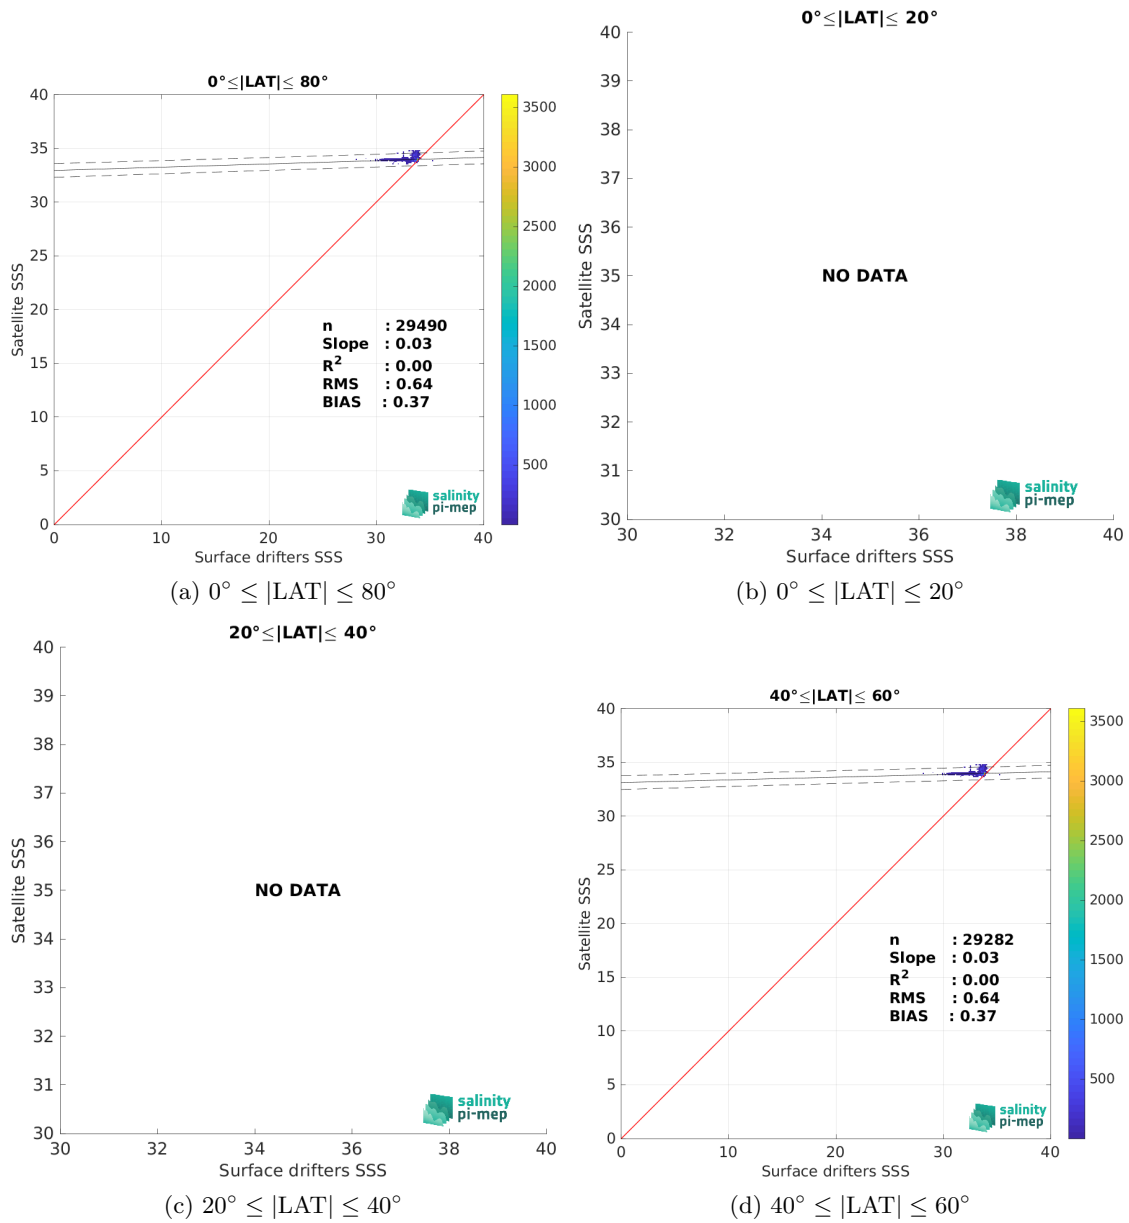 0°≤|LAT|≤ 80°
40
35
30
25
20
15
10
5
0
Satellite SSS
n : 29490
Slope : 0.03
R² : 0.00
RMS : 0.64
BIAS : 0.37
salinity
pi-mep
0 10 20 30 40
Surface drifters SSS
3500
3000
2500
2000
1500
1000
500
(a) 0° ≤ |LAT| ≤ 80°
0°≤|LAT|≤ 20°
40
39
38
37
36
35
34
33
32
31
30
Satellite SSS
NO DATA
salinity
pi-mep
30 32 34 36 38 40
Surface drifters SSS
(b) 0° ≤ |LAT| ≤ 20°
20°≤|LAT|≤ 40°
40
39
38
37
36
35
34
33
32
31
30
Satellite SSS
NO DATA
salinity
pi-mep
30 32 34 36 38 40
Surface drifters SSS
(c) 20° ≤ |LAT| ≤ 40°
40°≤|LAT|≤ 60°
40
35
30
25
20
15
10
5
0
Satellite SSS
n : 29282
Slope : 0.03
R² : 0.00
RMS : 0.64
BIAS : 0.37
salinity
pi-mep
0 10 20 30 40
Surface drifters SSS
3500
3000
2500
2000
1500
1000
500
(d) 40° ≤ |LAT| ≤ 60°